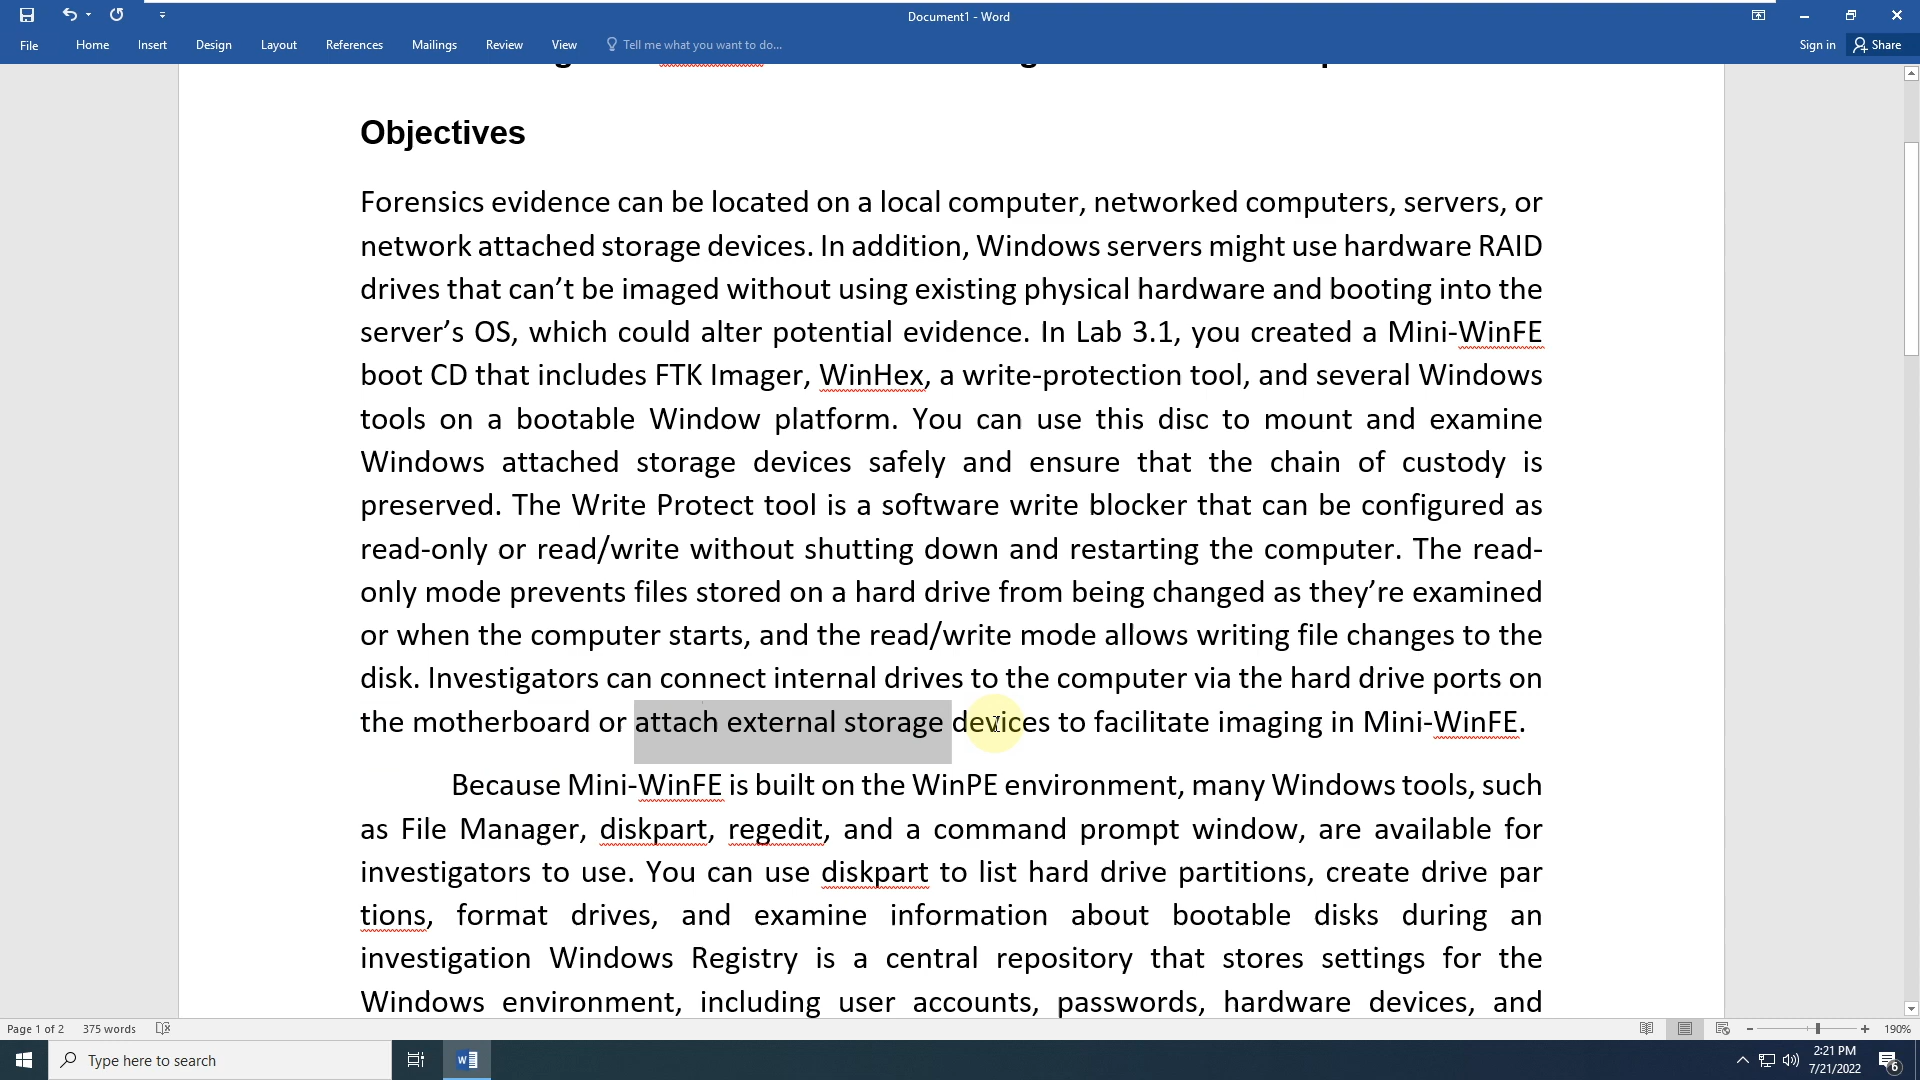 Document1 - Word
File Home Insert Design Layout References Mailings Review View Tell me what you want to do... Sign in Share
Objectives
Forensics evidence can be located on a local computer, networked computers, servers, or
network attached storage devices. In addition, Windows servers might use hardware RAID
drives that can’t be imaged without using existing physical hardware and booting into the
server’s OS, which could alter potential evidence. In Lab 3.1, you created a Mini-WinFE
boot CD that includes FTK Imager, WinHex, a write-protection tool, and several Windows
tools on a bootable Window platform. You can use this disc to mount and examine
Windows attached storage devices safely and ensure that the chain of custody is
preserved. The Write Protect tool is a software write blocker that can be configured as
read-only or read/write without shutting down and restarting the computer. The read-
only mode prevents files stored on a hard drive from being changed as they’re examined
or when the computer starts, and the read/write mode allows writing file changes to the
disk. Investigators can connect internal drives to the computer via the hard drive ports on
the motherboard or attach external storage devices to facilitate imaging in Mini-WinFE.
Because Mini-WinFE is built on the WinPE environment, many Windows tools, such
as File Manager, diskpart, regedit, and a command prompt window, are available for
investigators to use. You can use diskpart to list hard drive partitions, create drive par
tions, format drives, and examine information about bootable disks during an
investigation Windows Registry is a central repository that stores settings for the
Windows environment, including user accounts, passwords, hardware devices, and
Page 1 of 2 375 words 190%
Type here to search
2:21 PM
7/21/2022
6